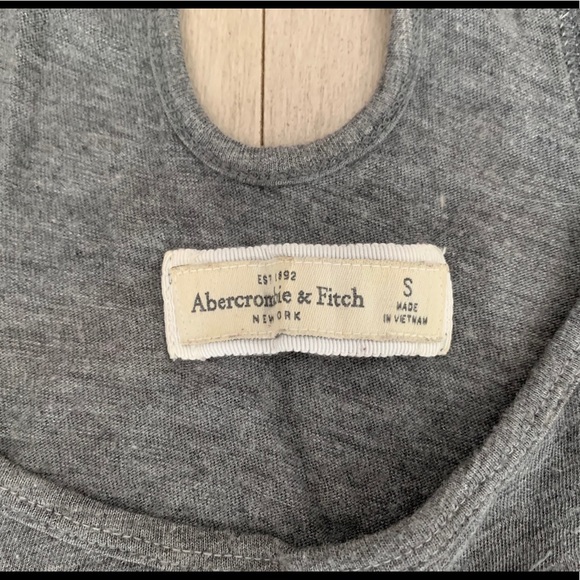 EST 1892
Abercrombie & Fitch
NEW YORK
S
MADE
IN VIETNAM